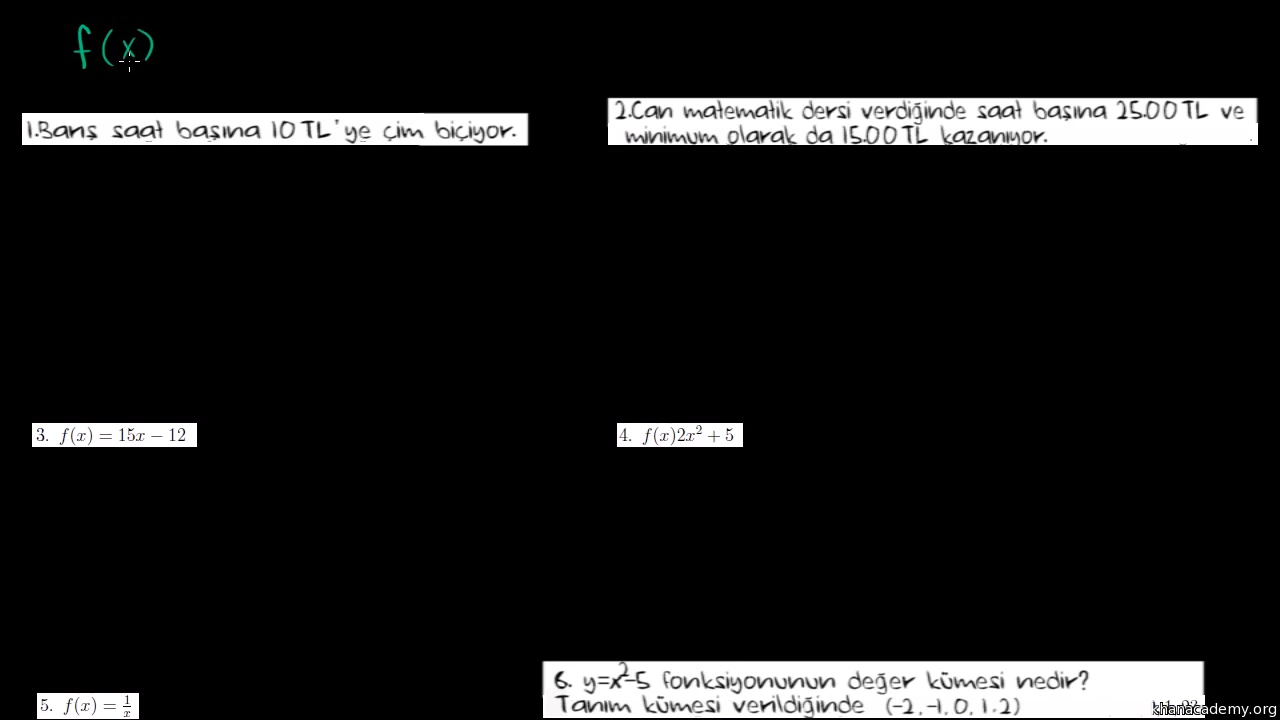 f(x)
1.Barış saat başına 10 TL'ye çim biçiyor.
2.Can matematik dersi verdiğinde saat başına 25.00 TL ve
minimum olarak da 15.00 TL kazanıyor.
3. f(x) = 15x − 12
4. f(x)2x² + 5
5. f(x) = 1/x
6. y=x²-5 fonksiyonunun değer kümesi nedir?
Tanım kümesi verildiğinde (-2,-1,0,1,2)
khanacademy.org